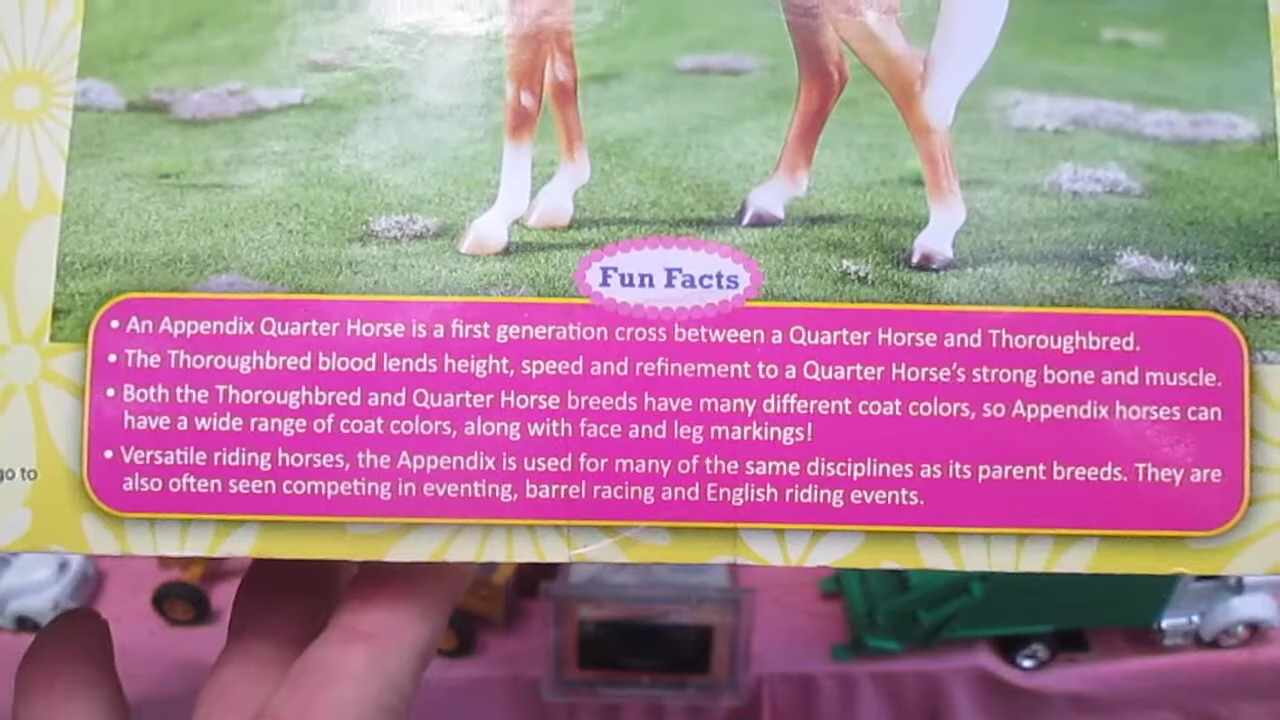 Fun Facts
• An Appendix Quarter Horse is a first generation cross between a Quarter Horse and Thoroughbred.
• The Thoroughbred blood lends height, speed and refinement to a Quarter Horse's strong bone and muscle.
• Both the Thoroughbred and Quarter Horse breeds have many different coat colors, so Appendix horses can
have a wide range of coat colors, along with face and leg markings!
• Versatile riding horses, the Appendix is used for many of the same disciplines as its parent breeds. They are
also often seen competing in eventing, barrel racing and English riding events.
go to